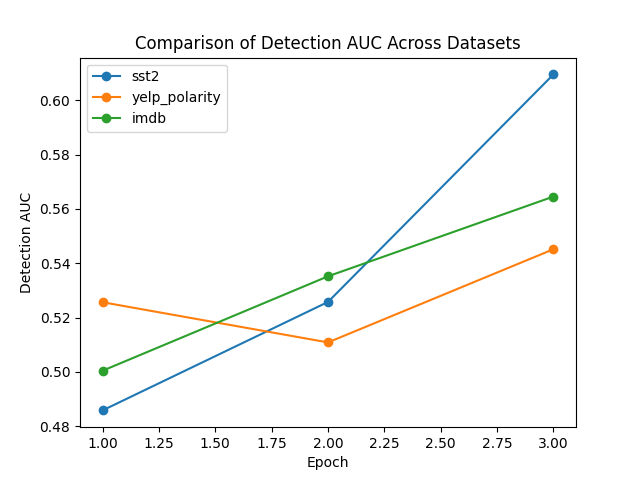 Comparison of Detection AUC Across Datasets
sst2
yelp_polarity
imdb
0.60
0.58
0.56
0.54
0.52
0.50
0.48
Detection AUC
1.00 1.25 1.50 1.75 2.00 2.25 2.50 2.75 3.00
Epoch